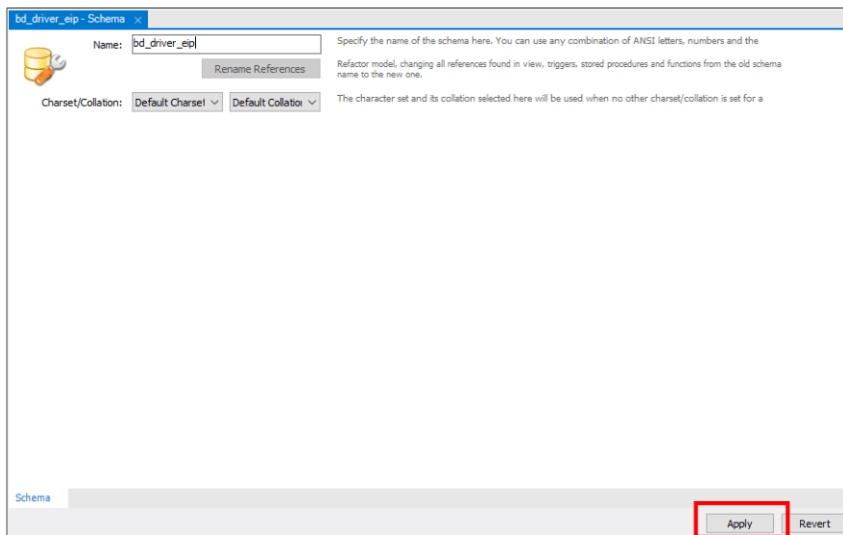 bd_driver_eip - Schema ×
Name: bd_driver_eip Specify the name of the schema here. You can use any combination of ANSI letters, numbers and the
Rename References Refactor model, changing all references found in view, triggers, stored procedures and functions from the old schema
name to the new one.
Charset/Collation: Default Charset Default Collation The character set and its collation selected here will be used when no other charset/collation is set for a
Schema
Apply Revert